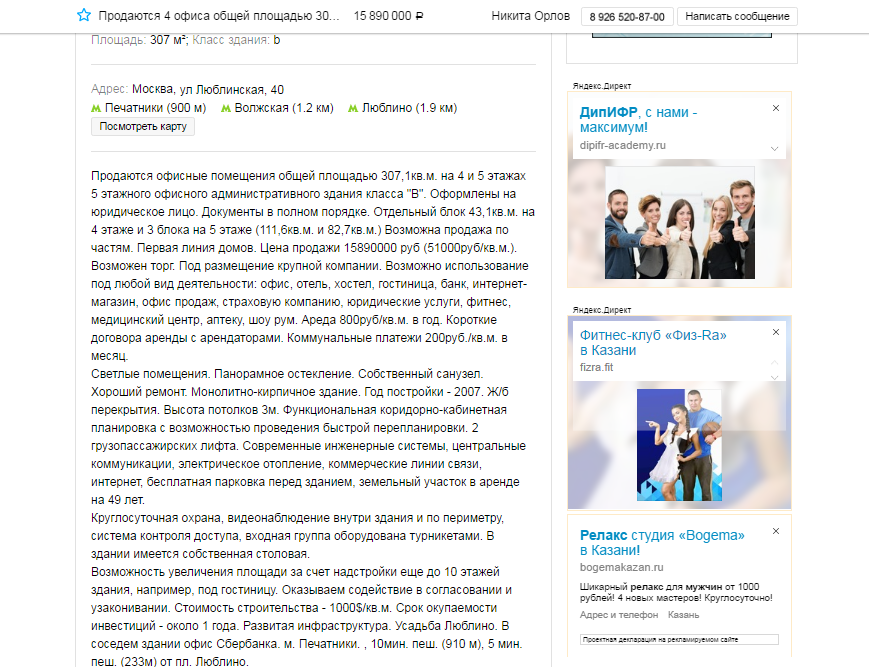 Продаются 4 офиса общей площадью 30...
15 890 000 ₽
Никита Орлов
8 926 520-87-00
Написать сообщение
Площадь: 307 м²; Класс здания: b
Адрес: Москва, ул Люблинская, 40
Печатники (900 м) Волжская (1.2 км) Люблино (1.9 км)
Посмотреть карту
Продаются офисные помещения общей площадью 307,1кв.м. на 4 и 5 этажах
5 этажного офисного административного здания класса "В". Оформлены на
юридическое лицо. Документы в полном порядке. Отдельный блок 43,1кв.м. на
4 этаже и 3 блока на 5 этаже (111,6кв.м. и 82,7кв.м.) Возможна продажа по
частям. Первая линия домов. Цена продажи 15890000 руб (51000руб/кв.м.).
Возможен торг. Под размещение крупной компании. Возможно использование
под любой вид деятельности: офис, отель, хостел, гостиница, банк, интернет-
магазин, офис продаж, страховую компанию, юридические услуги, фитнес,
медицинский центр, аптеку, шоу рум. Ареда 800руб/кв.м. в год. Короткие
договора аренды с арендаторами. Коммунальные платежи 200руб./кв.м. в
месяц.
Светлые помещения. Панорамное остекление. Собственный санузел.
Хороший ремонт. Монолитно-кирпичное здание. Год постройки - 2007. Ж/б
перекрытия. Высота потолков 3м. Функциональная коридорно-кабинетная
планировка с возможностью проведения быстрой перепланировки. 2
грузопассажирских лифта. Современные инженерные системы, центральные
коммуникации, электрическое отопление, коммерческие линии связи,
интернет, бесплатная парковка перед зданием, земельный участок в аренде
на 49 лет.
Круглосуточная охрана, видеонаблюдение внутри здания и по периметру,
система контроля доступа, входная группа оборудована турникетами. В
здании имеется собственная столовая.
Возможность увеличения площади за счет надстройки еще до 10 этажей
здания, например, под гостиницу. Оказываем содействие в согласовании и
узаконивании. Стоимость строительства - 1000$/кв.м. Срок окупаемости
инвестиций - около 1 года. Развитая инфраструктура. Усадьба Люблино. В
соседем здании офис Сбербанка. м. Печатники. , 10мин. пеш. (910 м), 5 мин.
пеш. (233м) от пл. Люблино.
Яндекс.Директ
ДипИФР, с нами -
максимум!
dipifr-academy.ru
Яндекс.Директ
Фитнес-клуб «Физ-Ra»
в Казани
fizra.fit
Релакс студия «Bogema»
в Казани!
bogemakazan.ru
Шикарный релакс для мужчин от 1000
рублей! 4 новых мастеров! Круглосуточно!
Адрес и телефон Казань
Проектная декларация на рекламируемом сайте